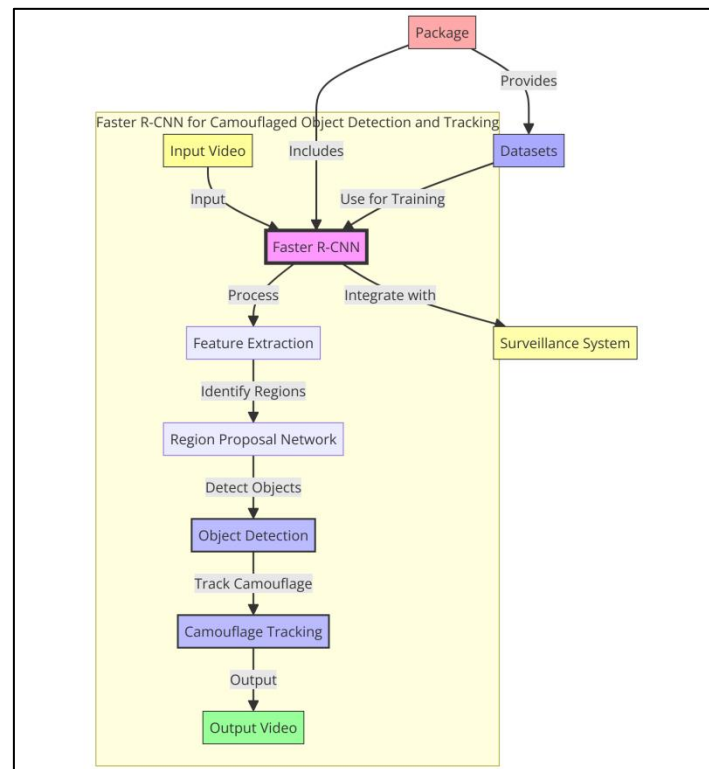 Package
Provides
Faster R-CNN for Camouflaged Object Detection and Tracking
Input Video
Includes
Datasets
Input
Use for Training
Faster R-CNN
Process
Integrate with
Feature Extraction
Surveillance System
Identify Regions
Region Proposal Network
Detect Objects
Object Detection
Track Camouflage
Camouflage Tracking
Output
Output Video